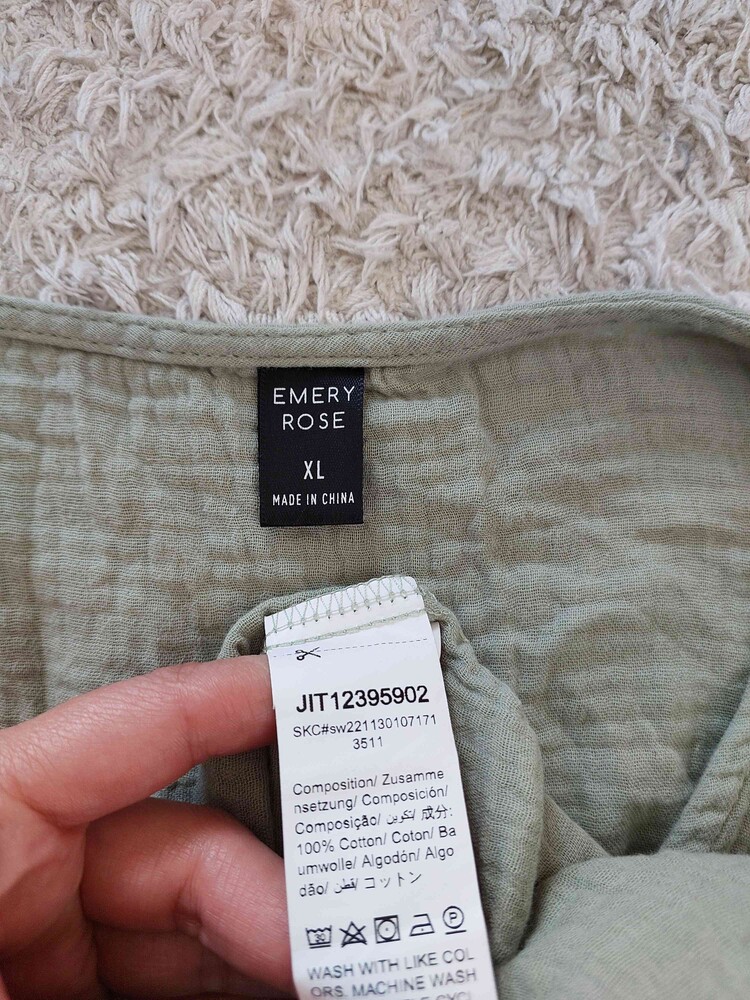 EMERY
ROSE
XL
MADE IN CHINA
JIT12395902
SKC#sw221130107171
3511
Composition/ Zusamme
nsetzung/ Composición/
Composição/ تكوين/ 成分:
100% Cotton/ Coton/ Ba
umwolle/ Algodón/ Algo
dão/ قطن/ コットン
30 P
WASH WITH LIKE COL
ORS. MACHINE WASH